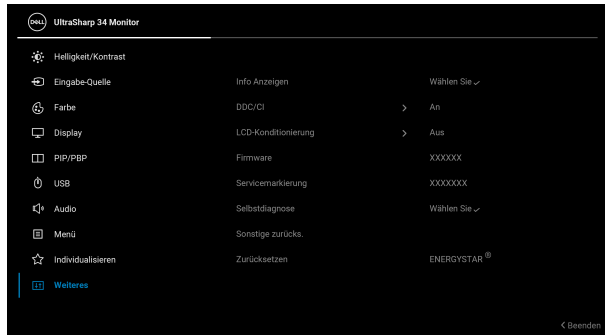 DELL UltraSharp 34 Monitor
Helligkeit/Kontrast
Eingabe-Quelle Info Anzeigen Wählen Sie
Farbe DDC/CI An
Display LCD-Konditionierung Aus
PIP/PBP Firmware XXXXXX
USB Servicemarkierung XXXXXXX
Audio Selbstdiagnose Wählen Sie
Menü Sonstige zurücks.
Individualisieren Zurücksetzen ENERGYSTAR ®
Weiteres
Beenden